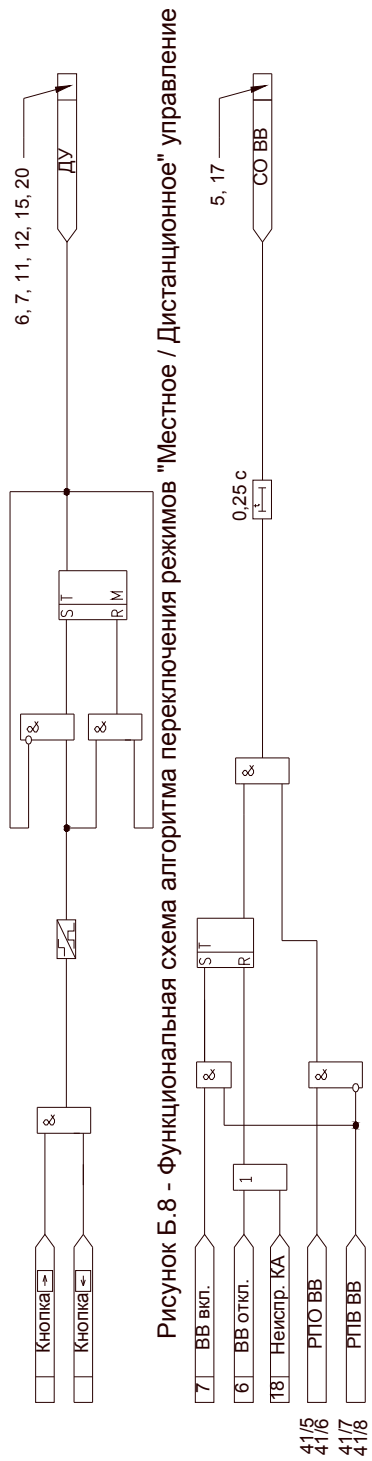 Кнопка →
Кнопка ←
&
&
&
S T
R M
ДУ
6, 7, 11, 12, 15, 20
Рисунок Б.8 - Функциональная схема алгоритма переключения режимов "Местное / Дистанционное" управление
7 ВВ вкл.
6 ВВ откл.
18 Неиспр. КА
41/5
41/6
РПО ВВ
41/7
41/8
РПВ ВВ
1
&
&
S T
R
&
0,25 с
t
СО ВВ
5, 17